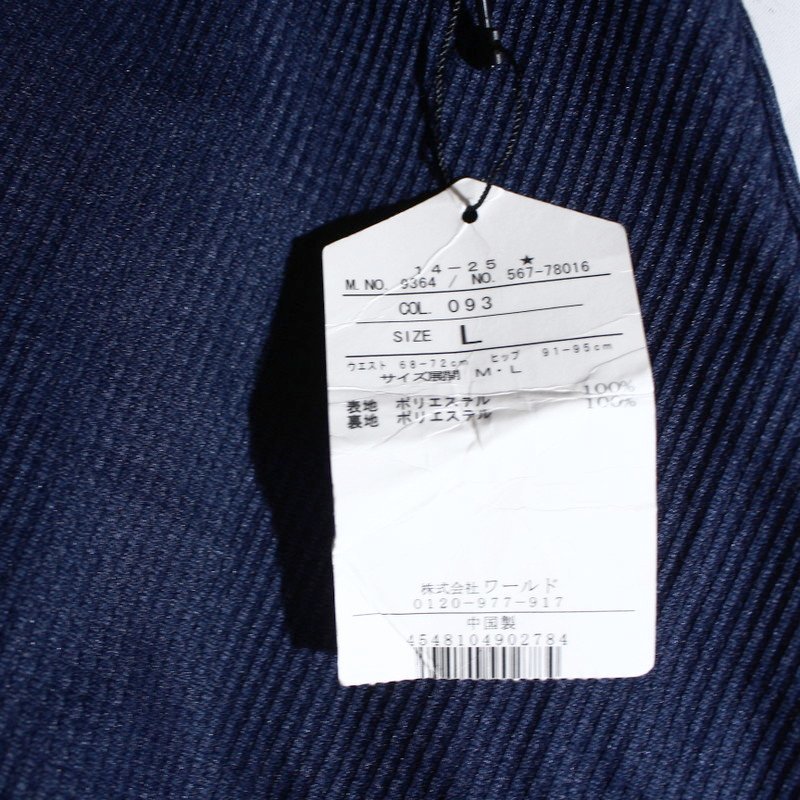 14-25 ★
M.NO. 9364 / NO. 567-78016
COL. 093
SIZE L
ウエスト 68-72cm ヒップ 91-95cm
サイズ展開 M・L
表地 ポリエステル 100%
裏地 ポリエステル 100%
株式会社 ワールド
0120-977-917
中国製
4548104902784